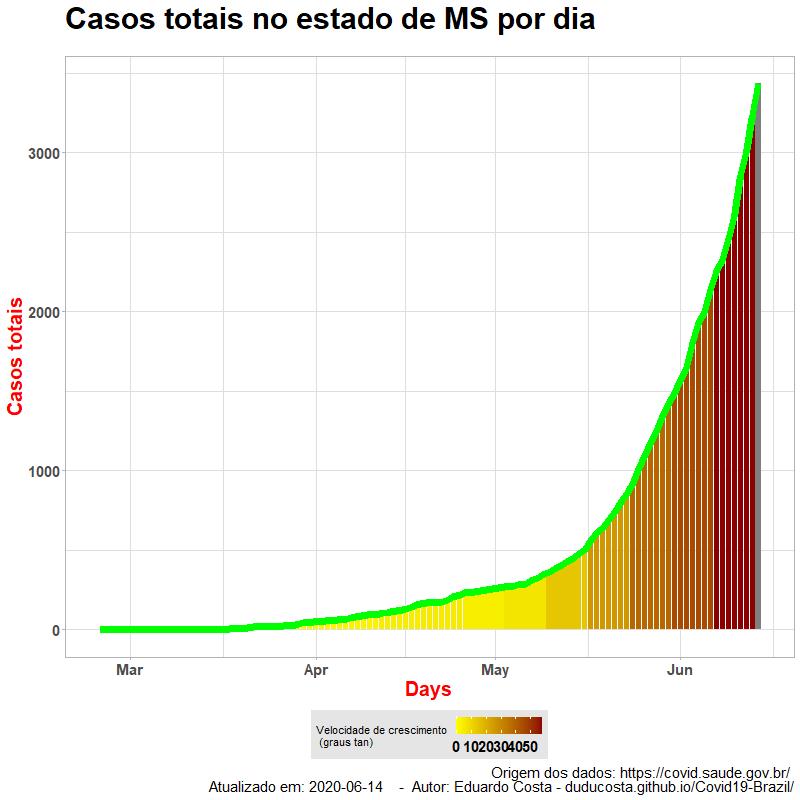 Casos totais no estado de MS por dia
Casos totais
3000
2000
1000
0
Mar Apr May Jun
Days
Velocidade de crescimento
(graus tan)
0 1020304050
Origem dos dados: https://covid.saude.gov.br/
Atualizado em: 2020-06-14 - Autor: Eduardo Costa - duducosta.github.io/Covid19-Brazil/